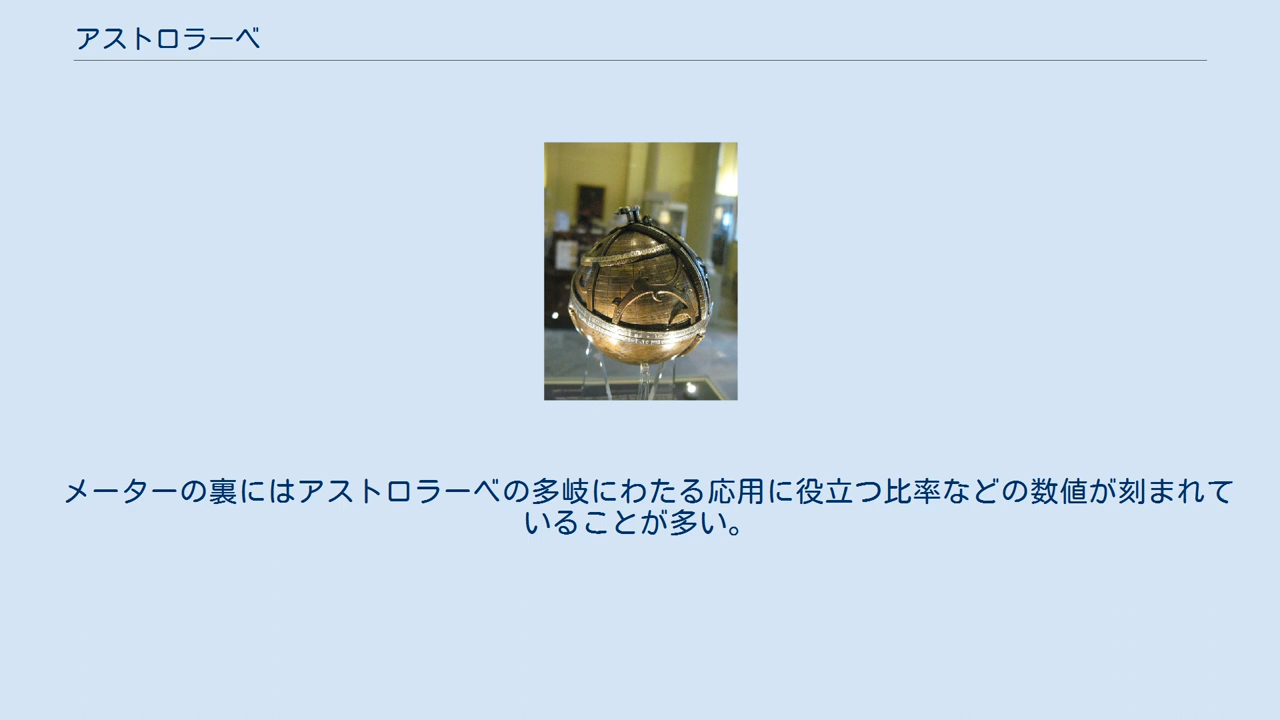 アストロラーベ
メーターの裏にはアストロラーベの多岐にわたる応用に役立つ比率などの数値が刻まれて
いることが多い。